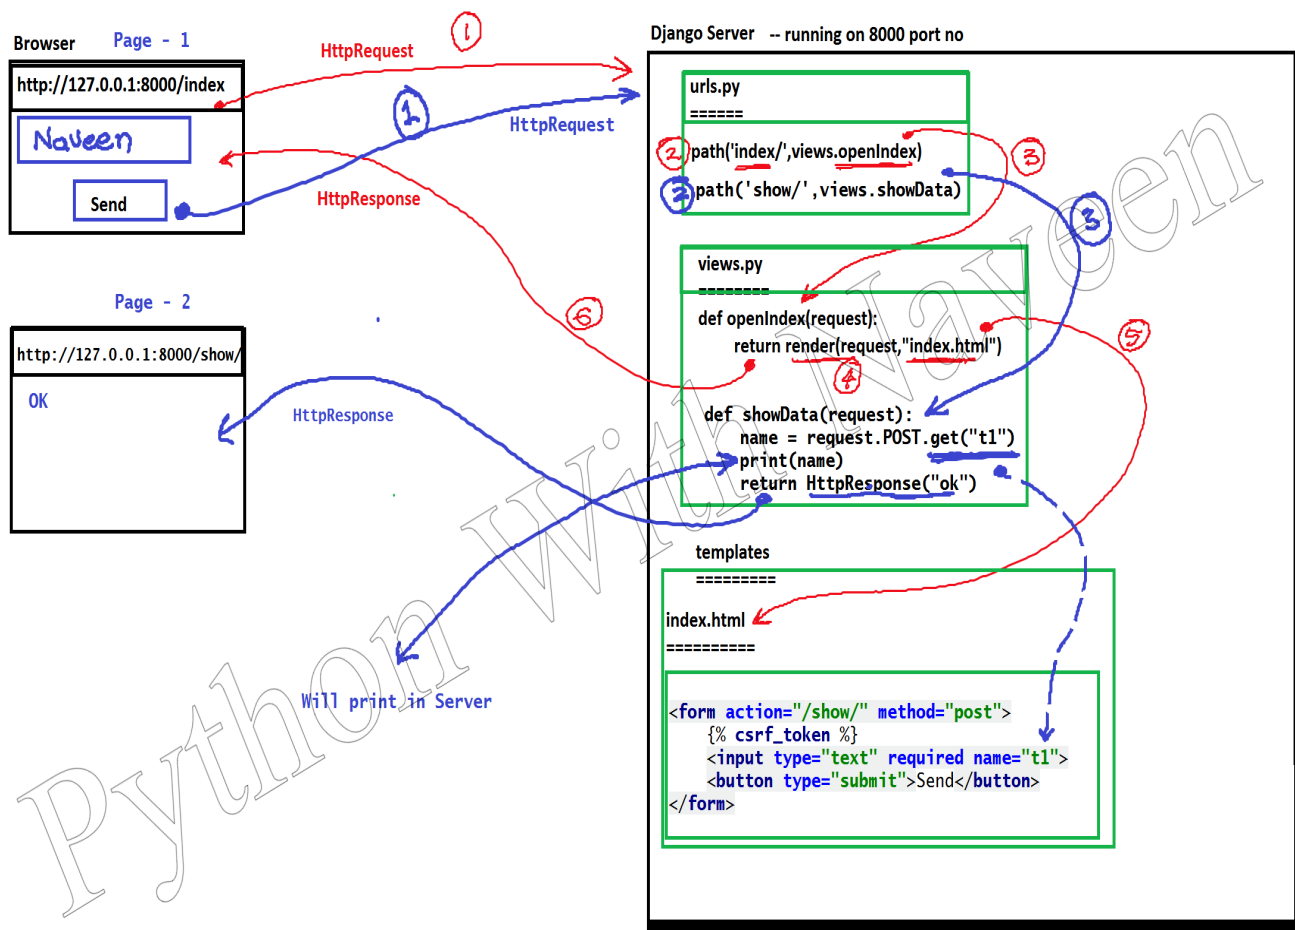 Browser
Page - 1
http://127.0.0.1:8000/index
Naveen
Send
HttpRequest
1
1
HttpRequest
HttpResponse
6
Page - 2
http://127.0.0.1:8000/show/
OK
HttpResponse
Will print in Server
Django Server -- running on 8000 port no
urls.py
======
2 path('index/',views.openIndex)
3
2 path('show/',views.showData)
3
views.py
========
def openIndex(request):
return render(request,"index.html")
4
5
def showData(request):
name = request.POST.get("t1")
print(name)
return HttpResponse("ok")
templates
=========
index.html
==========
<form action="/show/" method="post">
{% csrf_token %}
<input type="text" required name="t1">
<button type="submit">Send</button>
</form>
Python With Naveen